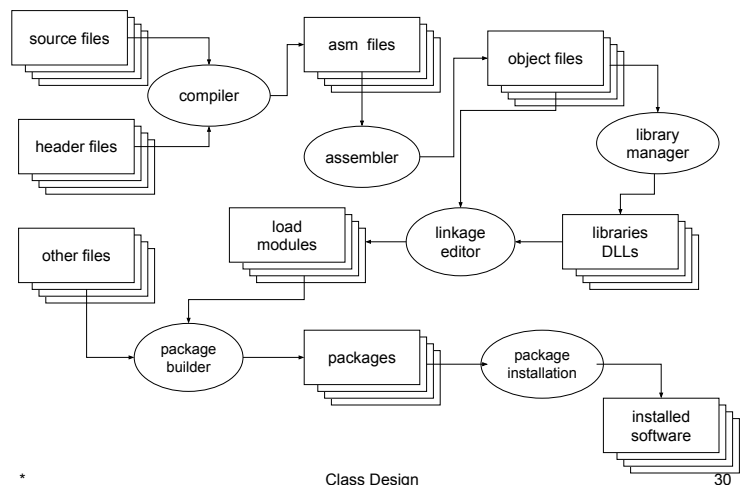 source files
asm files
object files
compiler
header files
assembler
library
manager
other files
load
modules
linkage
editor
libraries
DLLs
package
builder
packages
package
installation
installed
software
*
Class Design
30